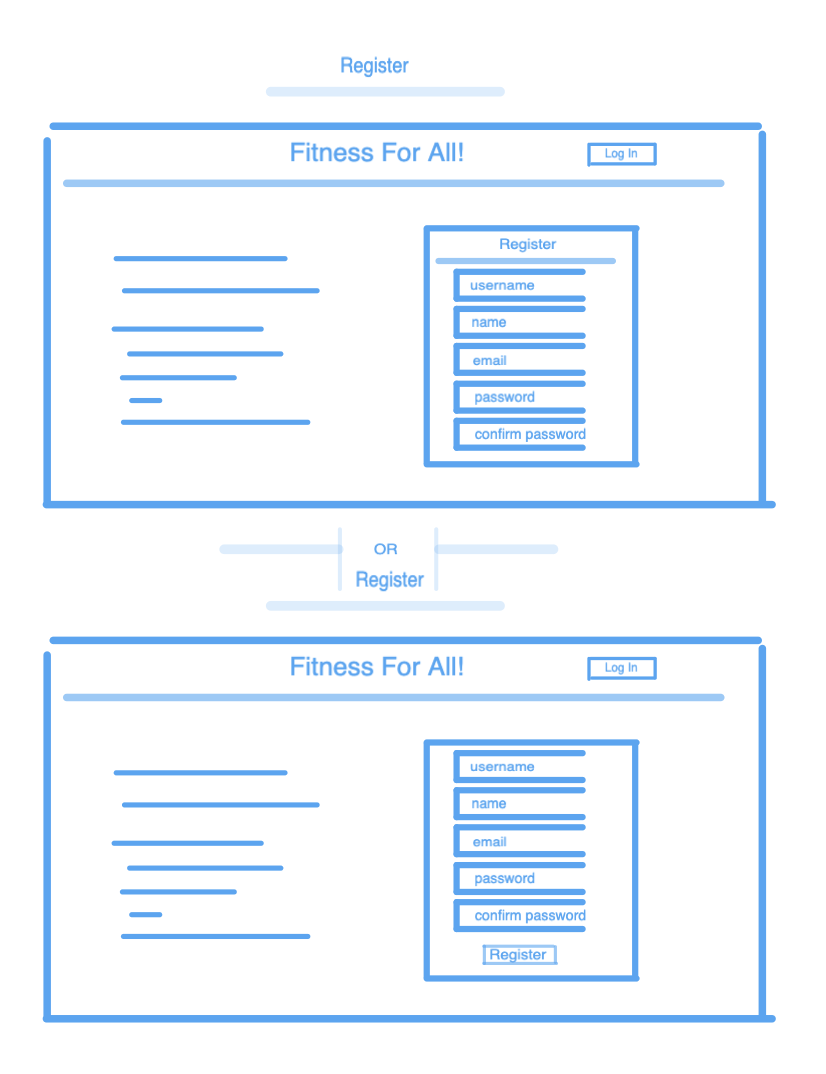 Register
Fitness For All!
Log In
Register
username
name
email
password
confirm password
OR
Register
Fitness For All!
Log In
username
name
email
password
confirm password
Register